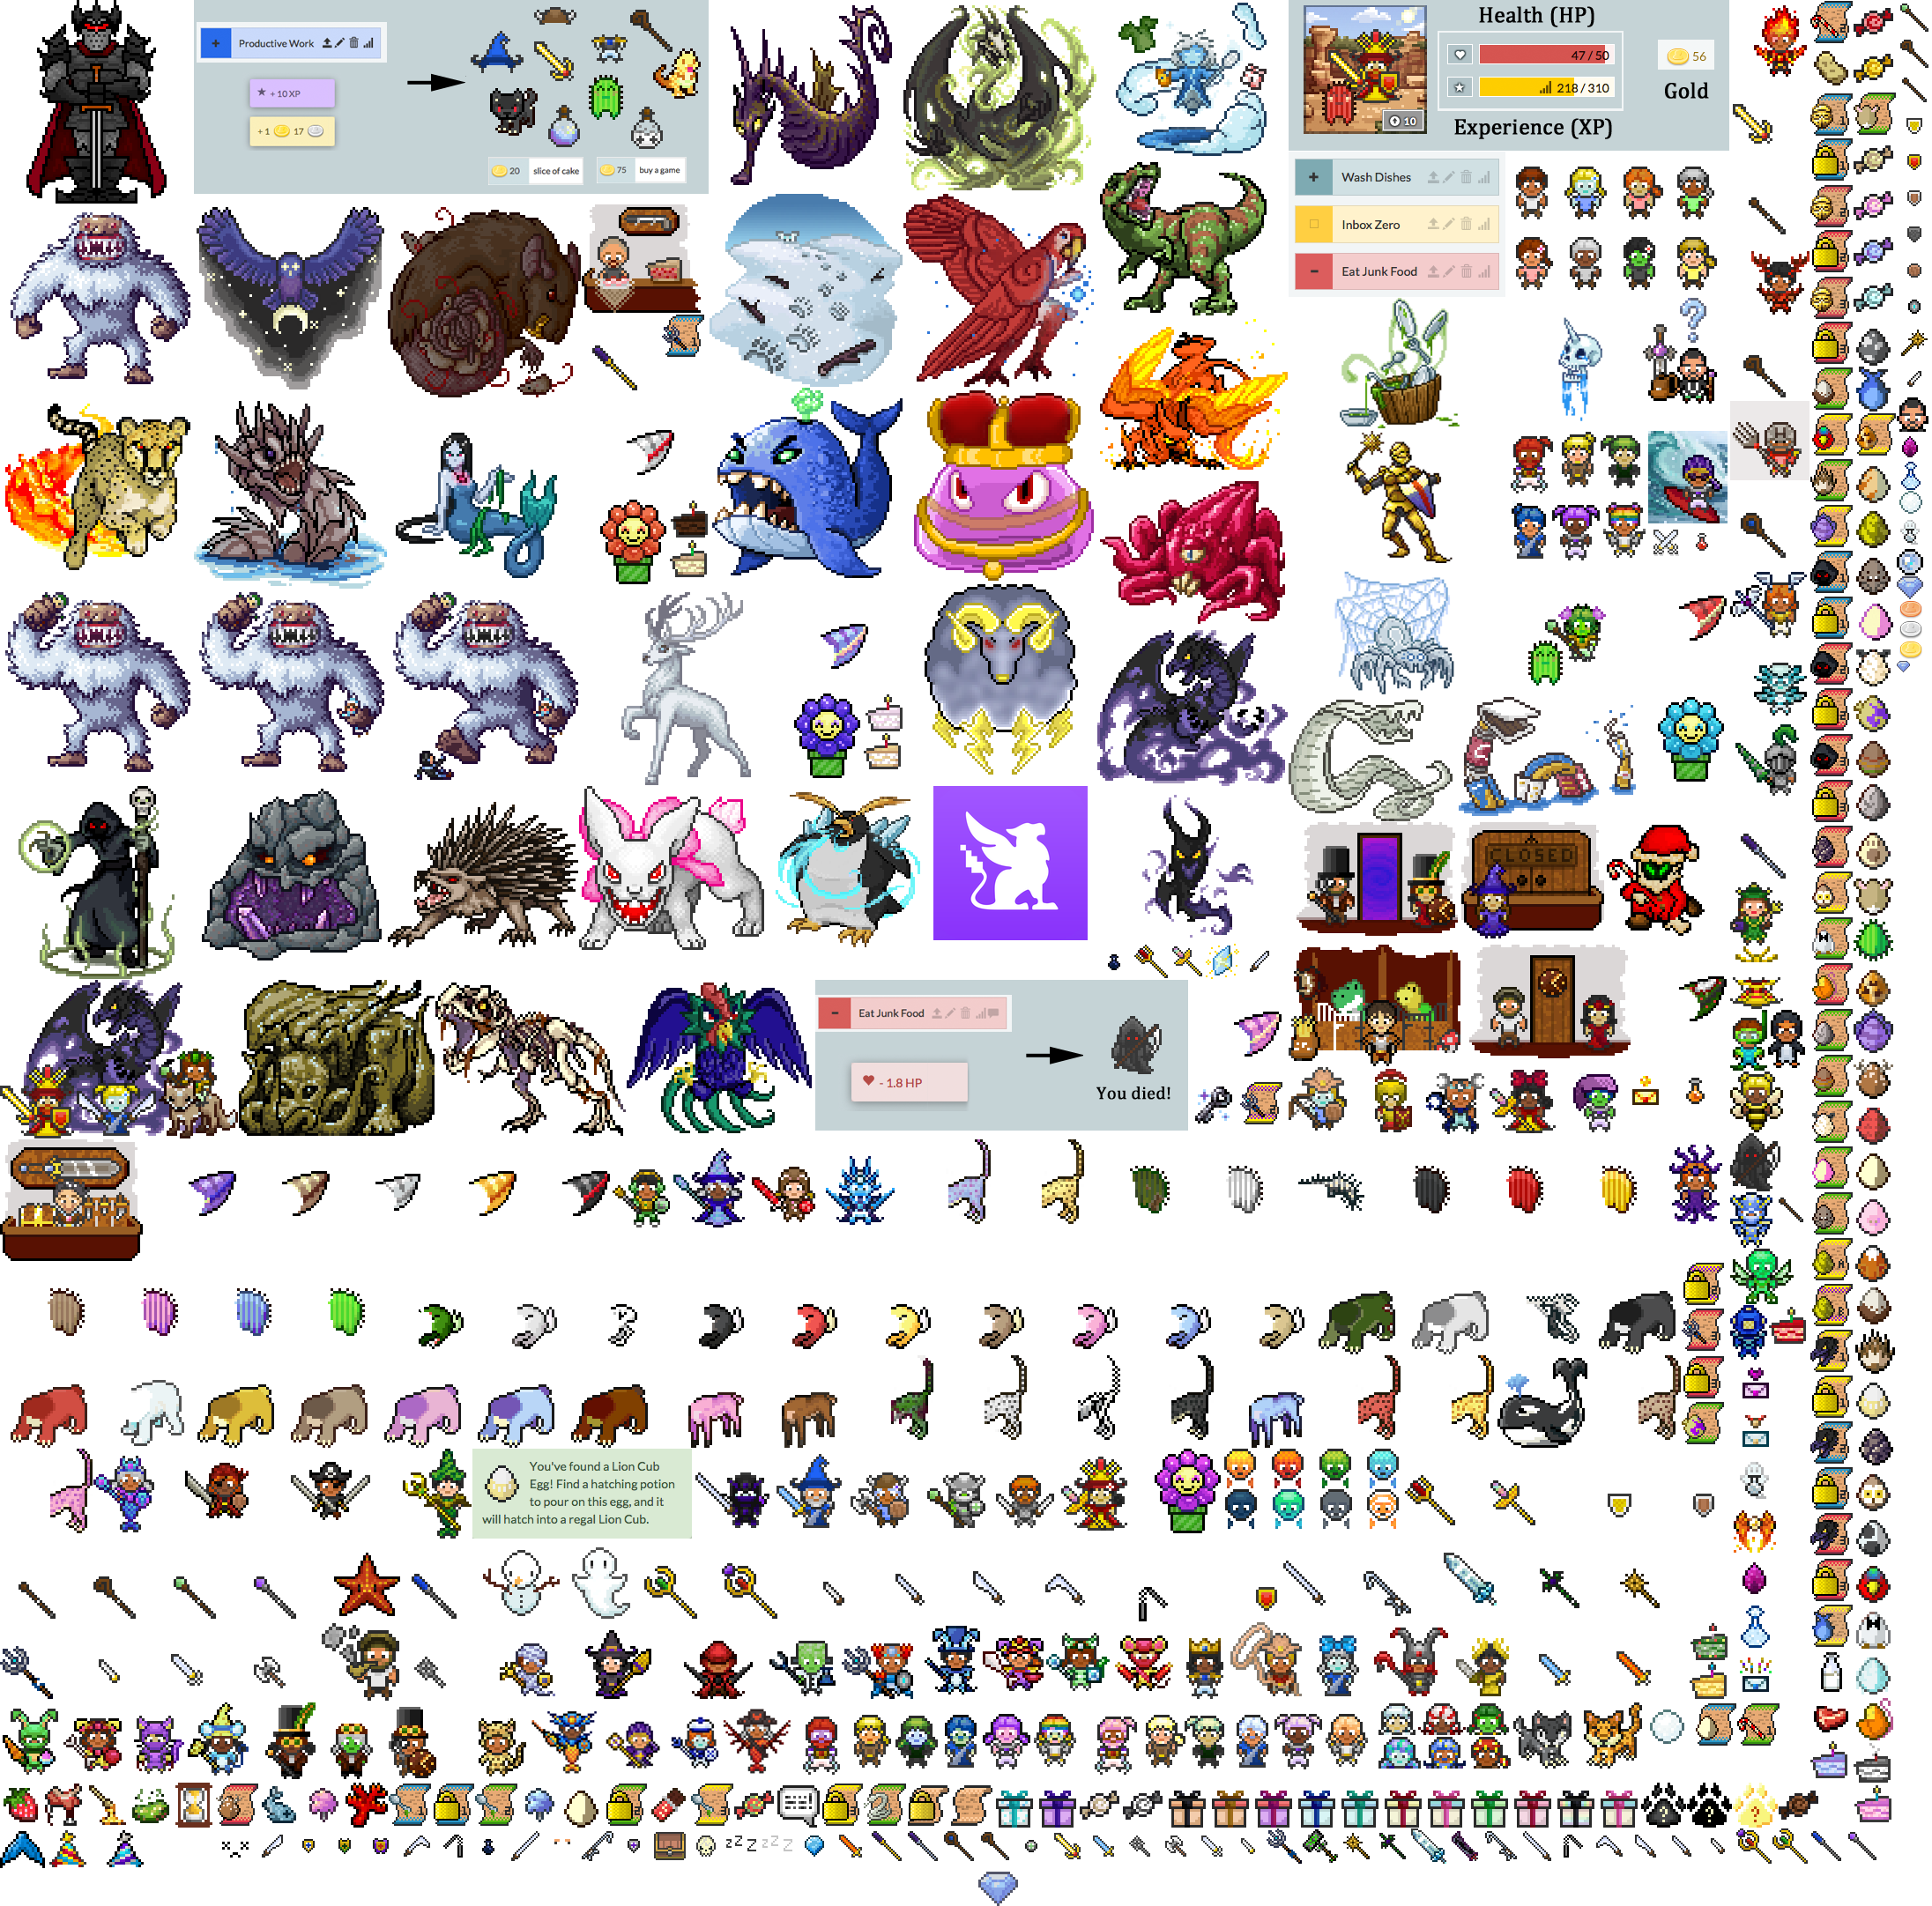 Productive Work
+ 10 XP
+ 1 17
20 slice of cake
75 buy a game
Health (HP)
47 / 50
218 / 310
10
Experience (XP)
56
Gold
Wash Dishes
Inbox Zero
Eat Junk Food
CLOSED
Eat Junk Food
- 1.8 HP
You died!
You've found a Lion Cub
Egg! Find a hatching potion
to pour on this egg, and it
will hatch into a regal Lion Cub.